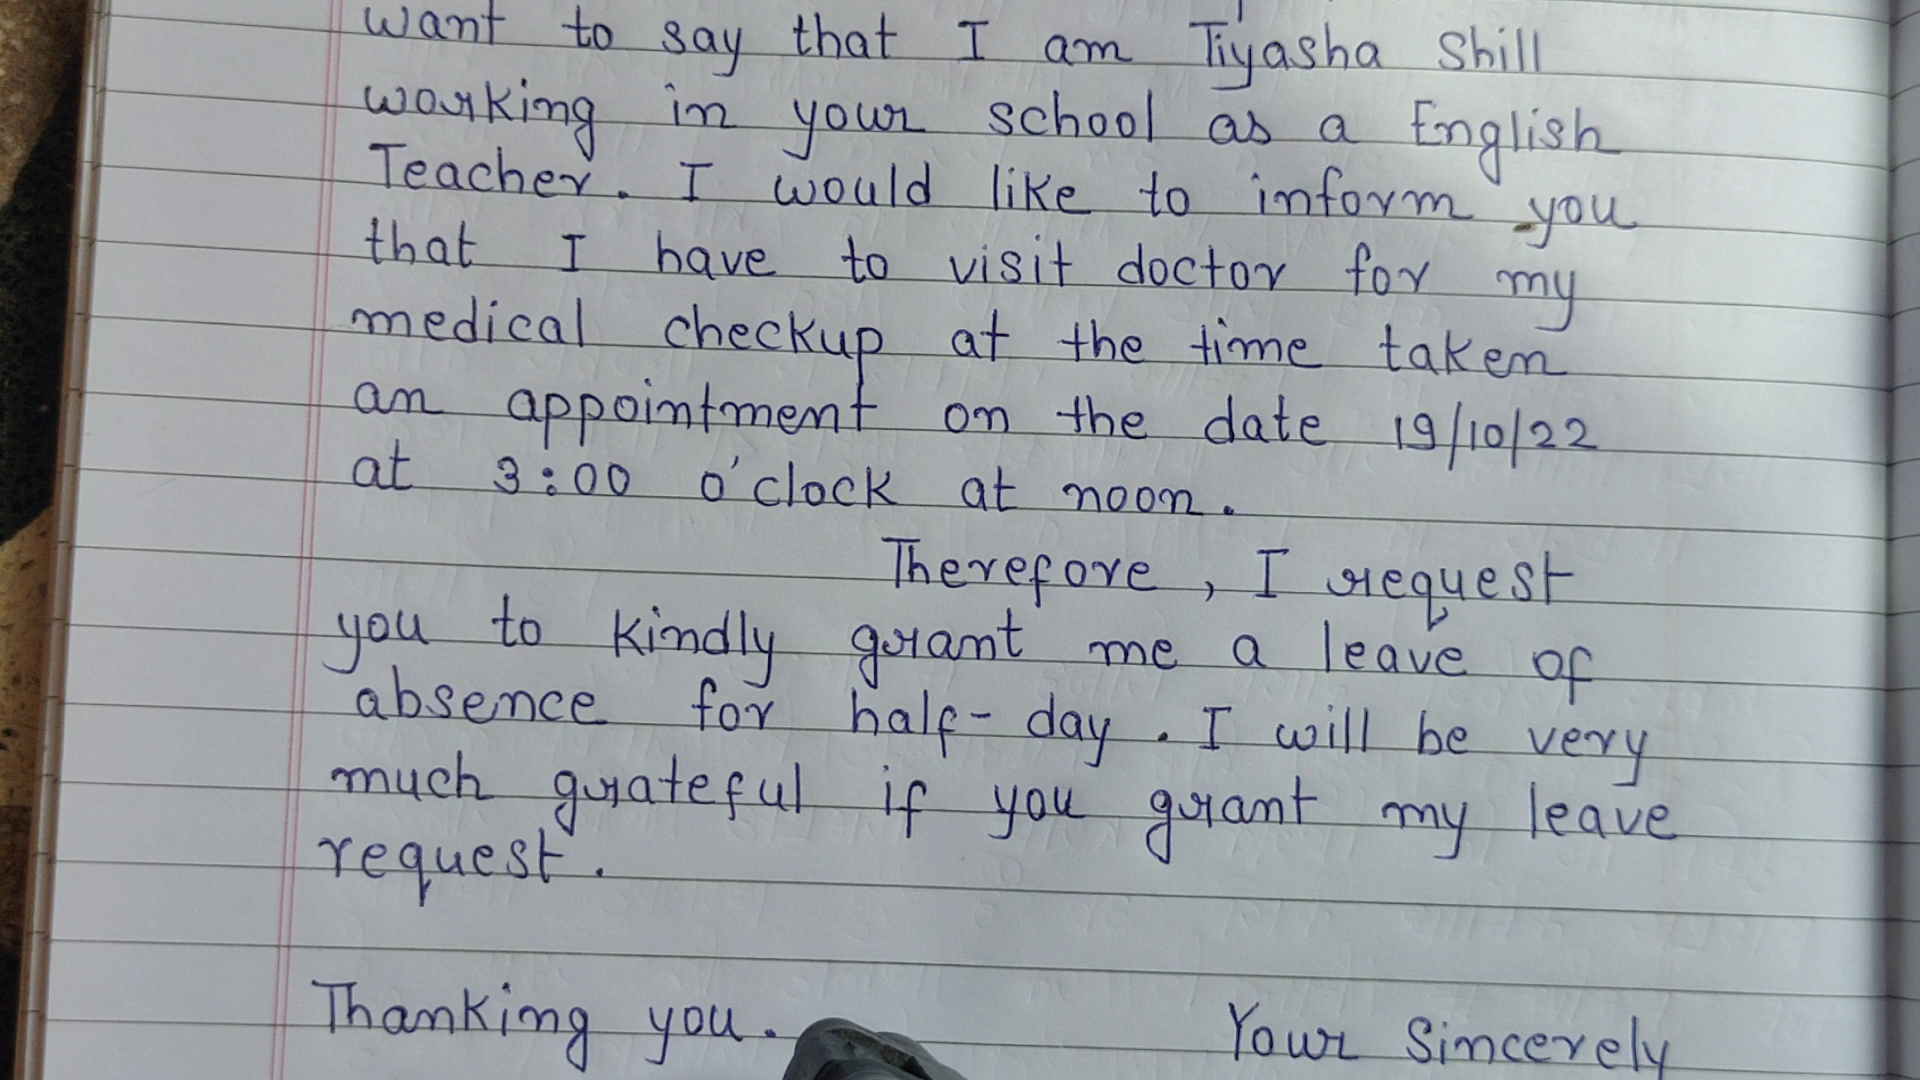 want to say that I am Tiyasha Shill
working in your school as a English
Teacher. I would like to inform you
that I have to visit doctor for my
medical checkup at the time taken
an appointment on the date 19/10/22
at 3:00 o'clock at noon.
Therefore, I request
you to kindly grant me a leave of
absence for half-day. I will be very
much grateful if you grant my leave
request.
Thanking you.
Your Sincerely